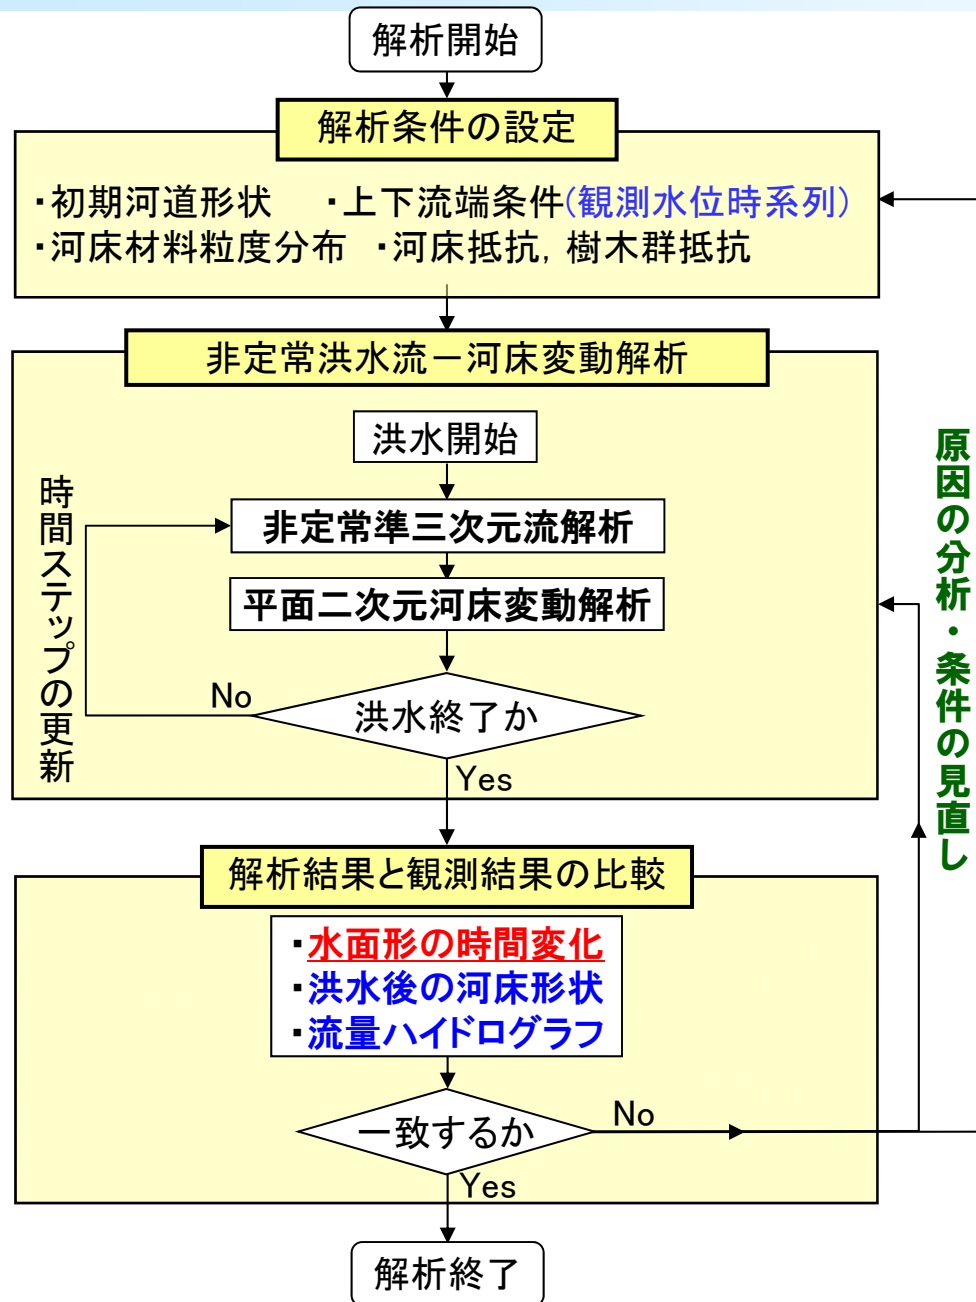 解析開始
解析条件の設定
・初期河道形状 ・上下流端条件(観測水位時系列)
・河床材料粒度分布 ・河床抵抗, 樹木群抵抗
非定常洪水流－河床変動解析
洪水開始
非定常準三次元流解析
平面二次元河床変動解析
洪水終了か
No
Yes
時間ステップの更新
解析結果と観測結果の比較
・水面形の時間変化
・洪水後の河床形状
・流量ハイドログラフ
一致するか
No
Yes
原因の分析・条件の見直し
解析終了